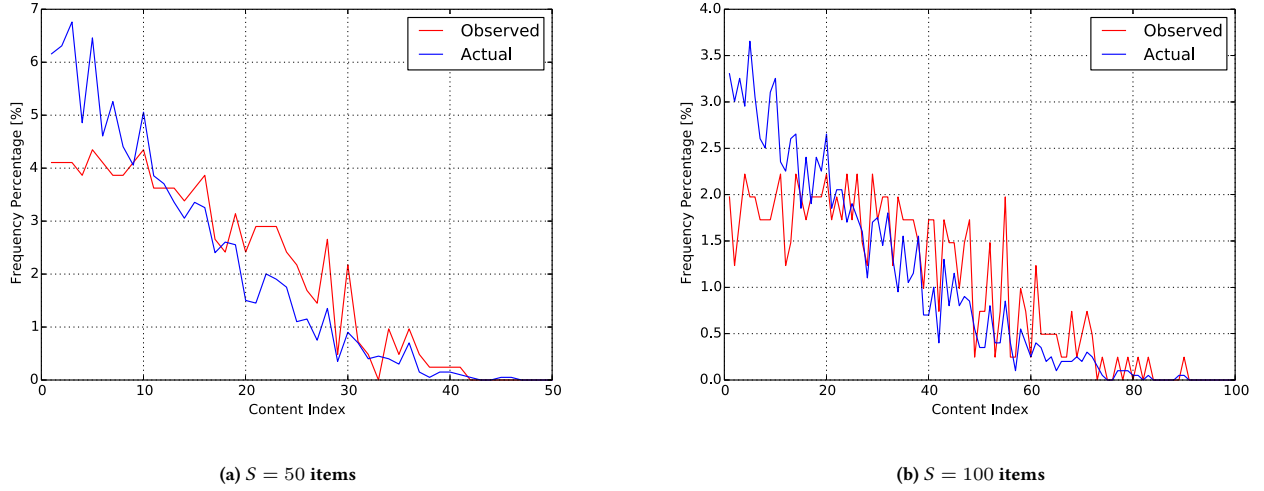 7
6
5
4
3
2
1
0
Frequency Percentage [%]
Observed
Actual
0 10 20 30 40 50
Content Index
(a) S = 50 items
4.0
3.5
3.0
2.5
2.0
1.5
1.0
0.5
0.0
Frequency Percentage [%]
Observed
Actual
0 20 40 60 80 100
Content Index
(b) S = 100 items